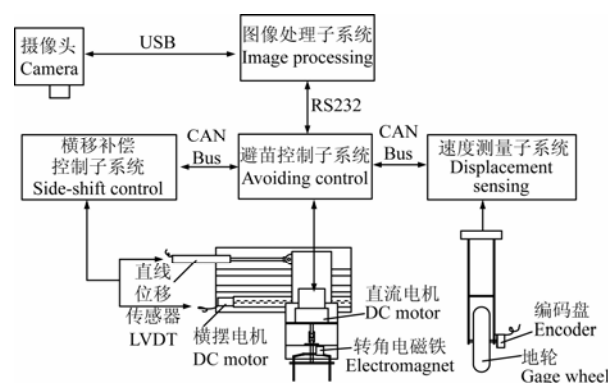 摄像头
Camera
USB
图像处理子系统
Image processing
RS232
横移补偿
控制子系统
Side-shift control
CAN
Bus
避苗控制子系统
Avoiding control
CAN
Bus
速度测量子系统
Displacement
sensing
直线
位移
传感器
LVDT
横摆电机
DC motor
直流电机
DC motor
转角电磁铁
Electromagnet
编码盘
Encoder
地轮
Gage wheel